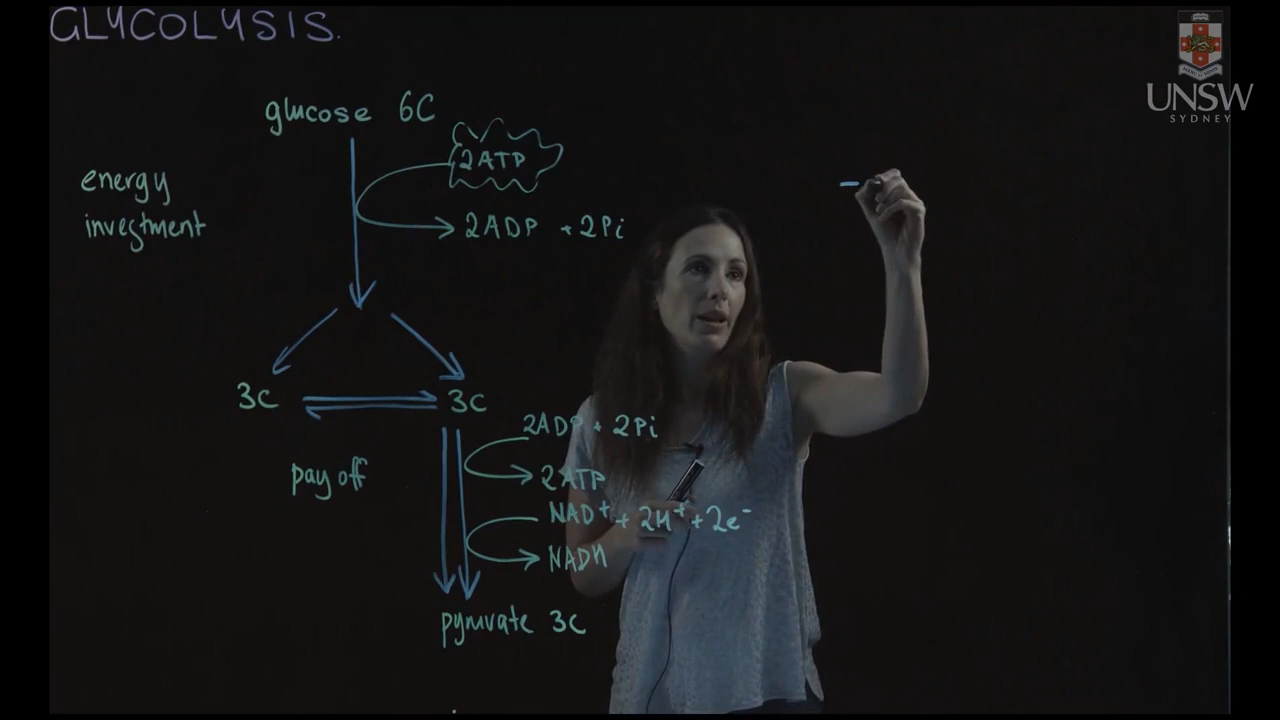 GLYCOLYSIS.
UNSW
SYDNEY
glucose 6C
2ATP
energy
investment
2ADP + 2Pi
3C
3C
2ADP + 2Pi
pay off
2ATP
NAD+ + 2H+ + 2e-
NADH
pyruvate 3C